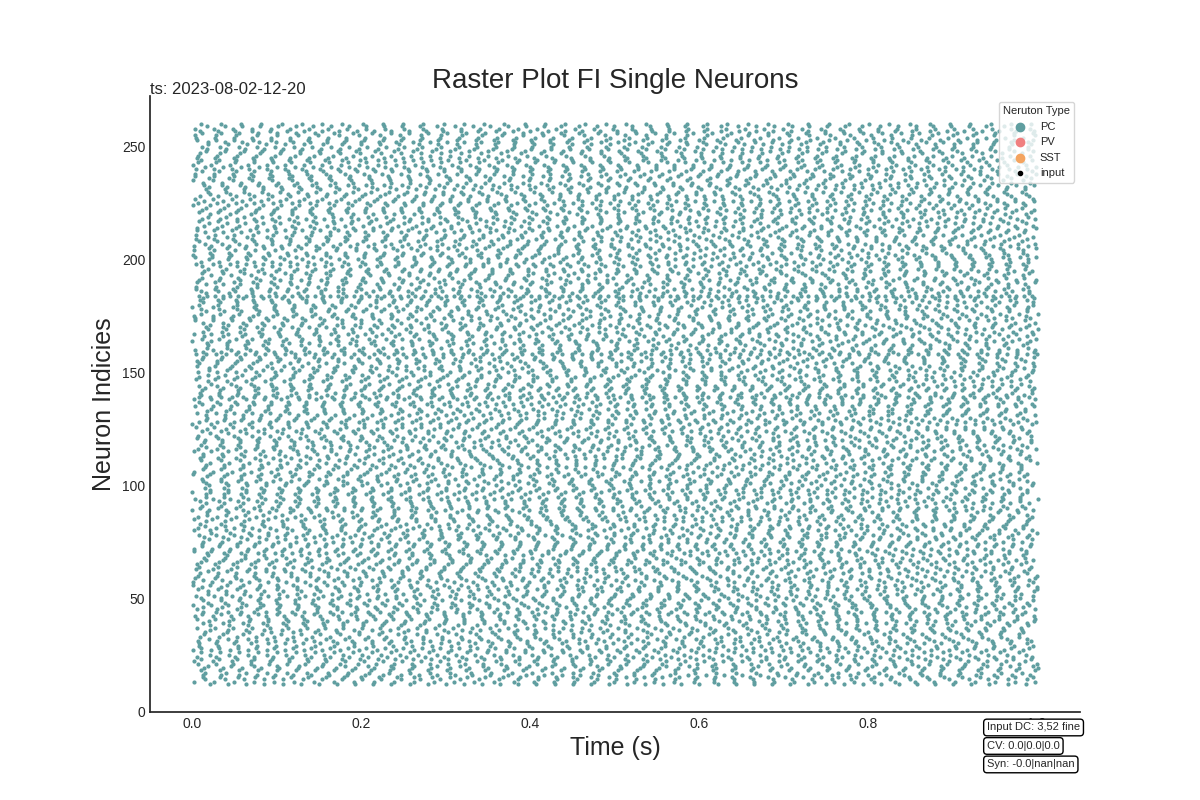 Raster Plot FI Single Neurons
ts: 2023-08-02-12-20
Neruton Type
PC
PV
SST
input
250
200
150
100
50
0
Neuron Indicies
0.0 0.2 0.4 0.6 0.8
Time (s)
Input DC: 3,52 fine
CV: 0.0|0.0|0.0
Syn: -0.0|nan|nan